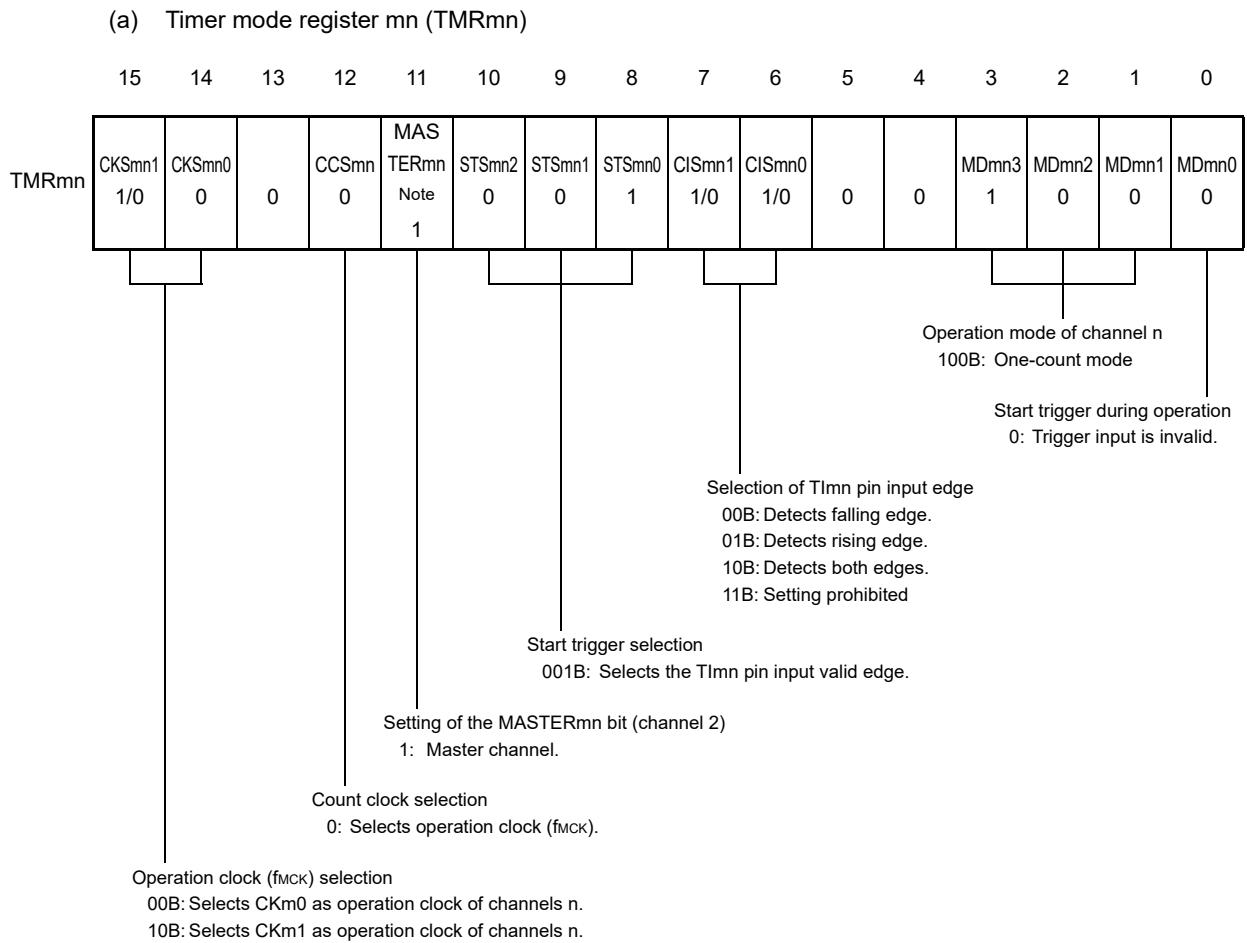 (a) Timer mode register mn (TMRmn)
15 14 13 12 11 10 9 8 7 6 5 4 3 2 1 0
TMRmn
CKSmn1 CKSmn0 CCSmn MAS TERmn Note STSmn2 STSmn1 STSmn0 CISmn1 CISmn0 MDmn3 MDmn2 MDmn1 MDmn0
1/0 0 0 0 1 0 0 1 1/0 1/0 0 0 1 0 0 0
Operation mode of channel n
100B: One-count mode
Start trigger during operation
0: Trigger input is invalid.
Selection of TImn pin input edge
00B: Detects falling edge.
01B: Detects rising edge.
10B: Detects both edges.
11B: Setting prohibited
Start trigger selection
001B: Selects the TImn pin input valid edge.
Setting of the MASTERmn bit (channel 2)
1: Master channel.
Count clock selection
0: Selects operation clock (fMCK).
Operation clock (fMCK) selection
00B: Selects CKm0 as operation clock of channels n.
10B: Selects CKm1 as operation clock of channels n.